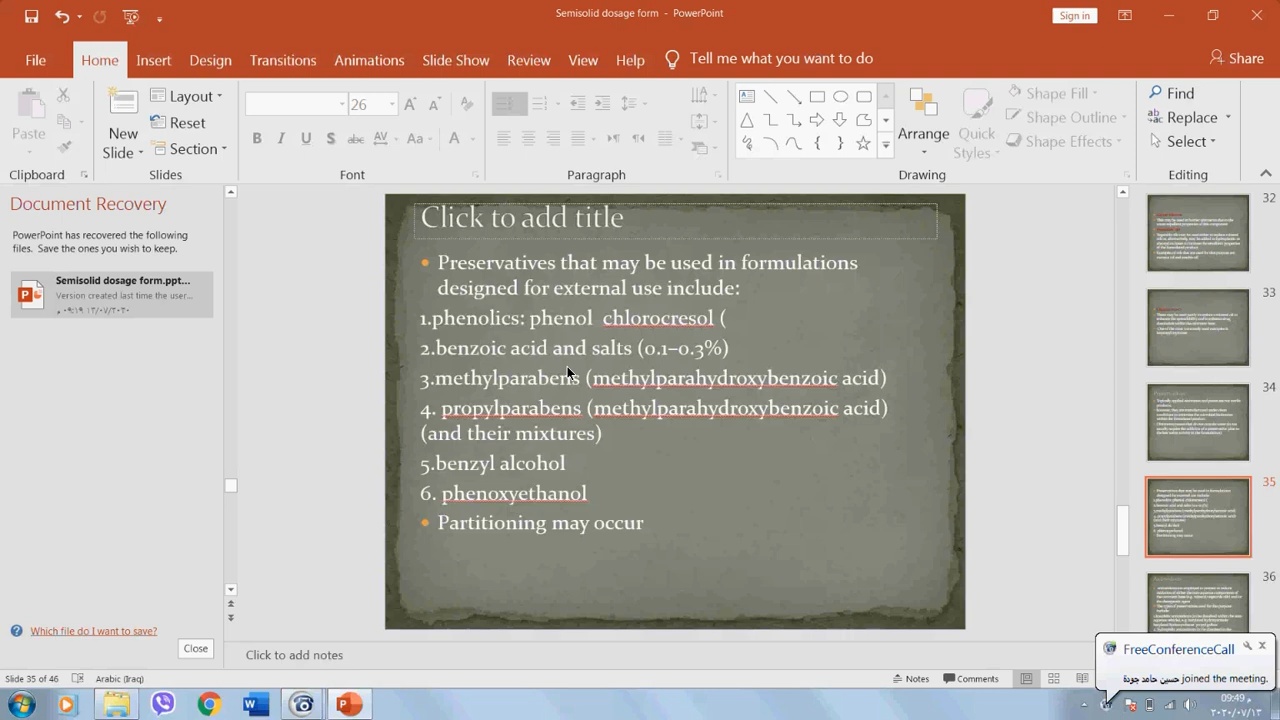 Semisolid dosage form - PowerPoint
Sign in
File
Home
Insert
Design
Transitions
Animations
Slide Show
Review
View
Help
Tell me what you want to do
Share
Paste
New
Slide
Layout
Reset
Section
26
B
I
U
S
abc
AV
Aa
A
Arrange
Quick
Styles
Shape Fill
Shape Outline
Shape Effects
Find
Replace
Select
Clipboard
Slides
Font
Paragraph
Drawing
Editing
Document Recovery
PowerPoint has recovered the following
files. Save the ones you wish to keep.
Semisolid dosage form.ppt...
Version created last time the user...
Which file do I want to save?
Close
Click to add title
Preservatives that may be used in formulations
designed for external use include:
1.phenolics: phenol chlorocresol (
2.benzoic acid and salts (0.1–0.3%)
3.methylparabens (methylparahydroxybenzoic acid)
4. propylparabens (methylparahydroxybenzoic acid)
(and their mixtures)
5.benzyl alcohol
6. phenoxyethanol
Partitioning may occur
Click to add notes
32
33
34
35
36
Slide 35 of 46
Arabic (Iraq)
Notes
Comments
FreeConferenceCall
حسين حامد جودة joined the meeting.
09:49 م
٢٠٢٠/٠٧/١٣